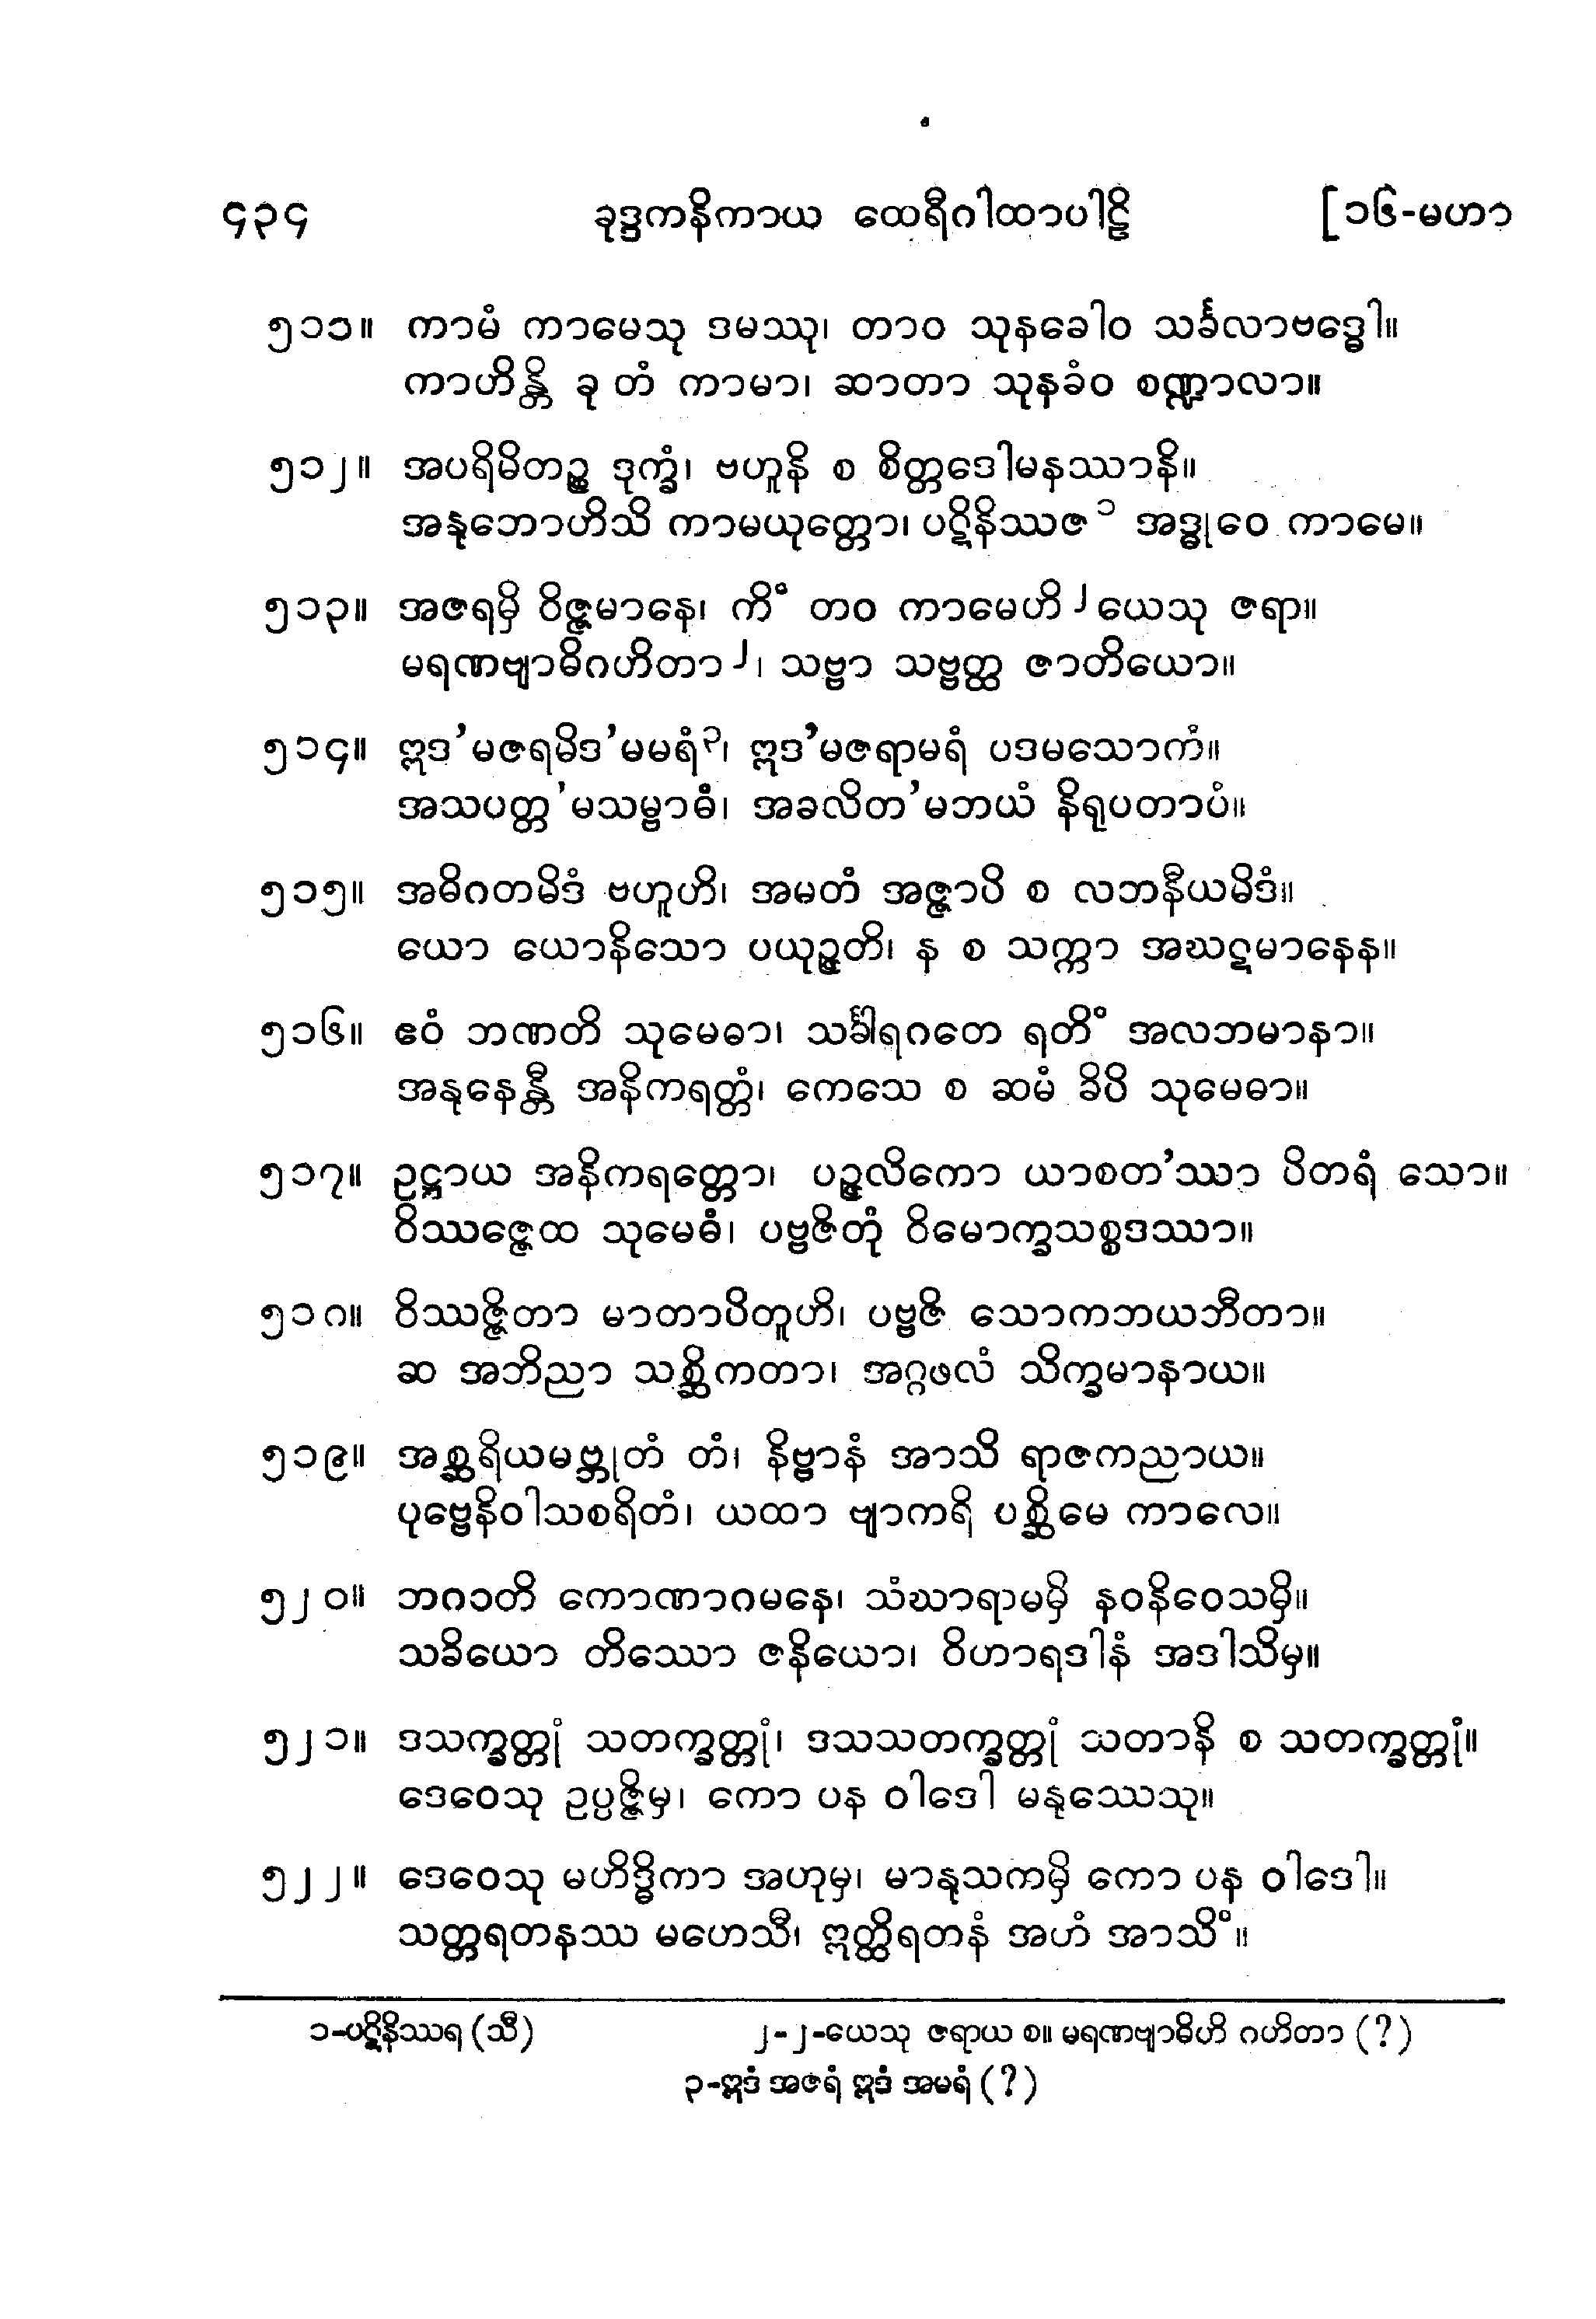 ၄၃၄ ခုဒ္ဒကနိကာယ ထေရီဂါထာပါဠိ [၁၆-မဟာ
၅၁၁။ ကာမံ ကာမေသု ဒမဿု၊ တာဝ သုနခေါဝ သင်္ခလာဗဒ္ဓေါ။
ကာဟိန္တိ ခု တံ ကာမာ၊ ဆာတာ သုနခံဝ စဏ္ဍာလာ။
၅၁၂။ အပရိမိတဉ္စ ဒုက္ခံ၊ ဗဟူနိ စ စိတ္တဒေါမနဿာနိ။
အနုဘောဟိသိ ကာမယုတ္တော၊ ပဋိနိဿဇ ၁ အဒ္ဓုဝေ ကာမေ။
၅၁၃။ အဇရမှိ ဝိဇ္ဇမာနေ၊ ကိံ တဝ ကာမေဟိ ၂ ယေသု ဇရာ။
မရဏဗျာဓိဂဟိတာ ၂၊ သဗ္ဗာ သဗ္ဗတ္ထ ဇာတိယော။
၅၁၄။ ဣဒ'မဇရမိဒ'မမရံ ၃၊ ဣဒ'မဇရာမရံ ပဒမသောကံ။
အသပတ္တ'မသမ္ဗာဓံ၊ အခလိတ'မဘယံ နိရုပတာပံ။
၅၁၅။ အဓိဂတမိဒံ ဗဟူဟိ၊ အမတံ အဇ္ဇာပိ စ လဘနီယမိဒံ။
ယော ယောနိသော ပယုဉ္ဇတိ၊ န စ သက္ကာ အဃဋမာနေန။
၅၁၆။ ဧဝံ ဘဏတိ သုမေဓာ၊ သင်္ခါရဂတေ ရတိံ အလဘမာနာ။
အနုနေန္တီ အနိကရတ္တံ၊ ကေသေ စ ဆမံ ခိပိ သုမေဓာ။
၅၁၇။ ဥဋ္ဌာယ အနိကရတ္တော၊ ပဉ္ဇလိကော ယာစတ'ဿာ ပိတရံ သော။
ဝိဿဇ္ဇေထ သုမေဓံ၊ ပဗ္ဗဇိတုံ ဝိမောက္ခသစ္စဒဿာ။
၅၁၈။ ဝိဿဇ္ဇိတာ မာတာပိတူဟိ၊ ပဗ္ဗဇိ သောကဘယဘီတာ။
ဆ အဘိညာ သစ္ဆိကတာ၊ အဂ္ဂဖလံ သိက္ခမာနာယ။
၅၁၉။ အစ္ဆရိယမဗ္ဘုတံ တံ၊ နိဗ္ဗာနံ အာသိ ရာဇကညာယ။
ပုဗ္ဗေနိဝါသစရိတံ၊ ယထာ ဗျာကရိ ပစ္ဆိမေ ကာလေ။
၅၂၀။ ဘဂဝတိ ကောဏာဂမနေ၊ သံဃာရာမမှိ နဝနိဝေသမှိ။
သခိယော တိဿော ဇနိယော၊ ဝိဟာရဒါနံ အဒါသိမှ။
၅၂၁။ ဒသက္ခတ္တုံ သတက္ခတ္တုံ၊ ဒသသတက္ခတ္တုံ သတာနိ စ သတက္ခတ္တုံ။
ဒေဝေသု ဥပ္ပဇ္ဇိမှ၊ ကော ပန ဝါဒေါ မနုဿေသု။
၅၂၂။ ဒေဝေသု မဟိဒ္ဓိကာ အဟုမှ၊ မာနုသကမှိ ကော ပန ဝါဒေါ။
သတ္တရတနဿ မဟေသီ၊ ဣတ္ထိရတနံ အဟံ အာသိံ။
၁-ပဋိနိဿရ (သီ) ၂-၂-ယေသု ဇရာယ စ။ မရဏဗျာဓိဟိ ဂဟိတာ (?)
၃-ဣဒံ အဇရံ ဣဒံ အမရံ (?)